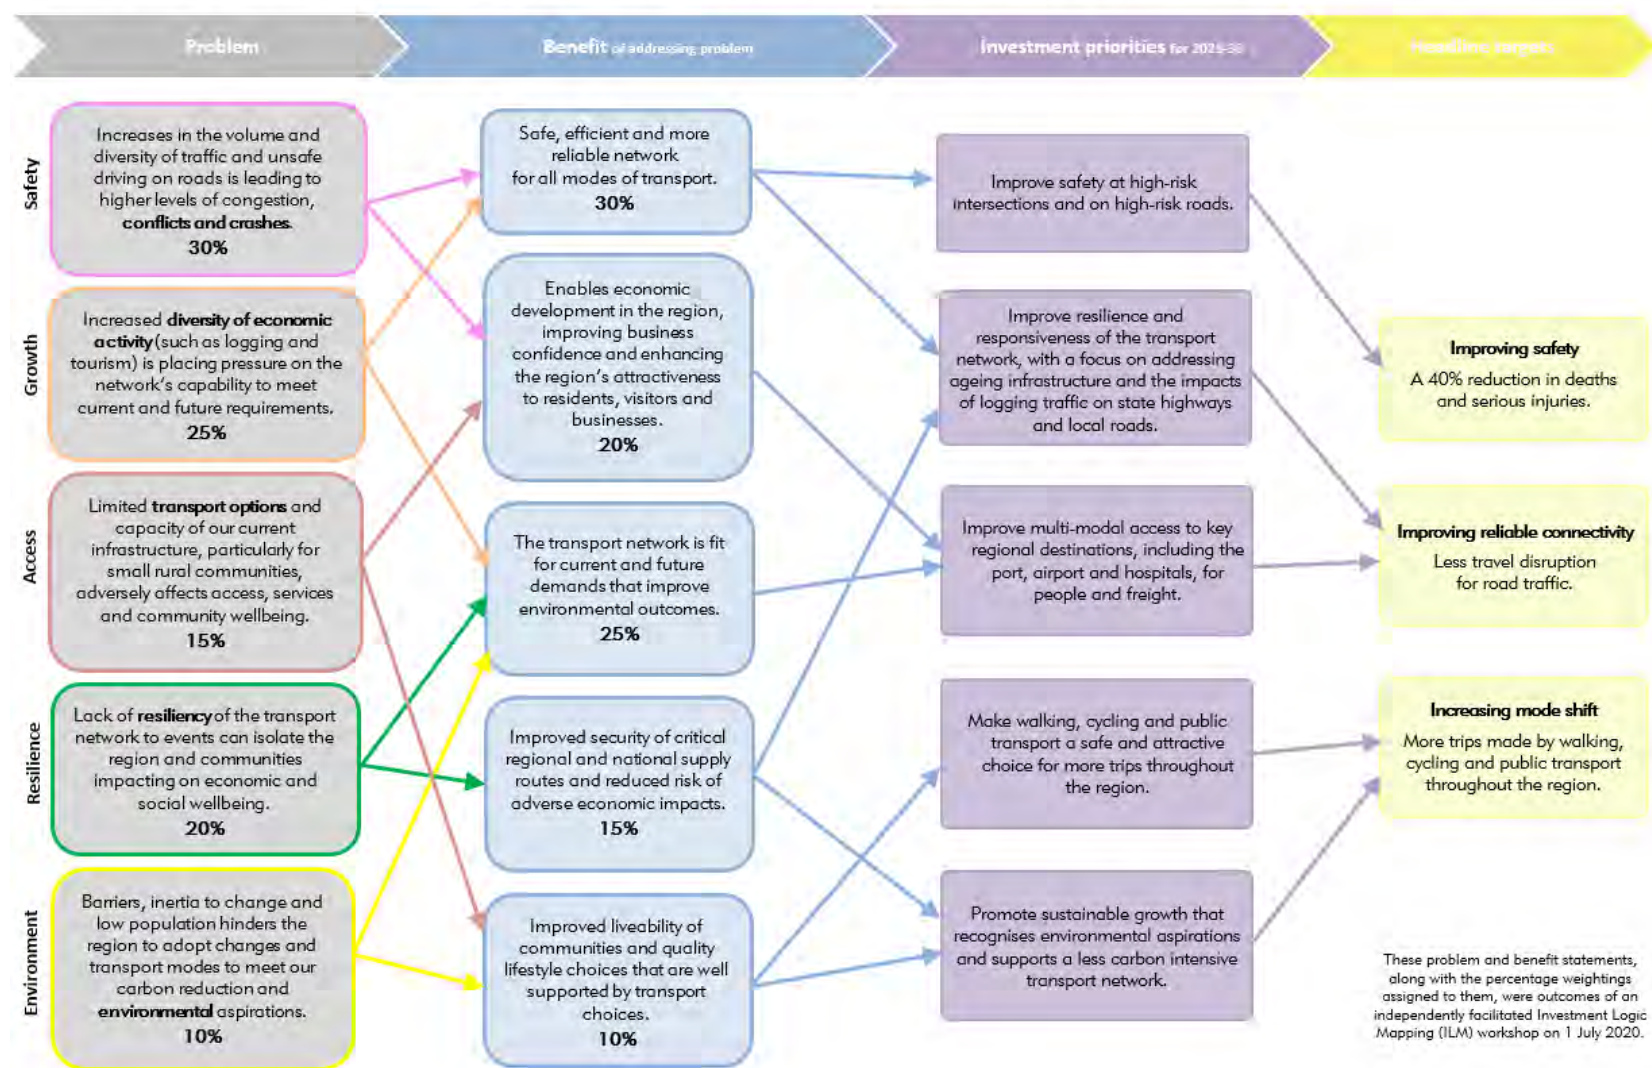 Problem
Benefit of addressing problem
Investment priorities for 2025-35
Headline targets
Safety
Increases in the volume and
diversity of traffic and unsafe
driving on roads is leading to
higher levels of congestion,
conflicts and crashes.
30%
Growth
Increased diversity of economic
activity (such as logging and
tourism) is placing pressure on the
network's capability to meet
current and future requirements.
25%
Access
Limited transport options and
capacity of our current
infrastructure, particularly for
small rural communities,
adversely affects access, services
and community wellbeing.
15%
Resilience
Lack of resiliency of the transport
network to events can isolate the
region and communities
impacting on economic and
social wellbeing.
20%
Environment
Barriers, inertia to change and
low population hinders the
region to adopt changes and
transport modes to meet our
carbon reduction and
environmental aspirations.
10%
Safe, efficient and more
reliable network
for all modes of transport.
30%
Enables economic
development in the region,
improving business
confidence and enhancing
the region's attractiveness
to residents, visitors and
businesses.
20%
The transport network is fit
for current and future
demands that improve
environmental outcomes.
25%
Improved security of critical
regional and national supply
routes and reduced risk of
adverse economic impacts.
15%
Improved liveability of
communities and quality
lifestyle choices that are well
supported by transport
choices.
10%
Improve safety at high-risk
intersections and on high-risk roads.
Improve resilience and
responsiveness of the transport
network, with a focus on addressing
ageing infrastructure and the impacts
of logging traffic on state highways
and local roads.
Improve multi-modal access to key
regional destinations, including the
port, airport and hospitals, for
people and freight.
Make walking, cycling and public
transport a safe and attractive
choice for more trips throughout
the region.
Promote sustainable growth that
recognises environmental aspirations
and supports a less carbon intensive
transport network.
Improving safety
A 40% reduction in deaths
and serious injuries.
Improving reliable connectivity
Less travel disruption
for road traffic.
Increasing mode shift
More trips made by walking,
cycling and public transport
throughout the region.
These problem and benefit statements,
along with the percentage weightings
assigned to them, were outcomes of an
independently facilitated Investment Logic
Mapping (ILM) workshop on 1 July 2020.